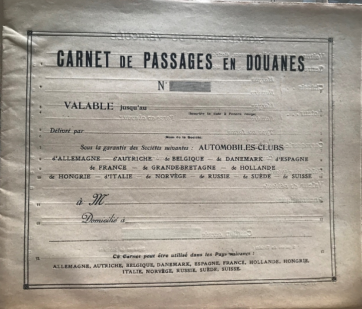 CARNET DE PASSAGES EN DOUANES
N°
VALABLE jusqu'au
Délivré par
Sous la garantie des Sociétés suivantes : AUTOMOBILES-CLUBS
d'ALLEMAGNE d'AUTRICHE de BELGIQUE de DANEMARK d'ESPAGNE
de FRANCE de GRANDE-BRETAGNE de HOLLANDE
de HONGRIE d'ITALIE de NORVÈGE de RUSSIE de SUÈDE de SUISSE
à M
Domicilié à
Ce Carnet peut être utilisé dans les Pays suivants :
ALLEMAGNE, AUTRICHE, BELGIQUE, DANEMARK, ESPAGNE, FRANCE, HOLLANDE, HONGRIE,
ITALIE, NORVÈGE, RUSSIE, SUÈDE, SUISSE.